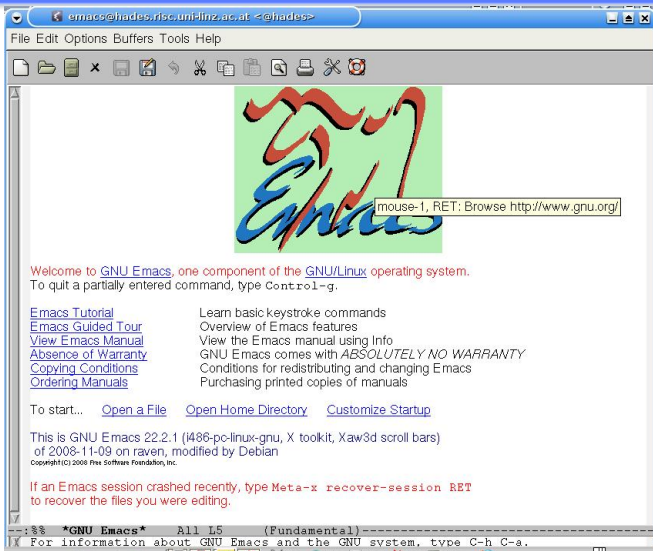 emacs@hades.risc.uni-linz.ac.at <@hades>
File Edit Options Buffers Tools Help
Emacs
mouse-1, RET: Browse http://www.gnu.org/
Welcome to GNU Emacs, one component of the GNU/Linux operating system.
To quit a partially entered command, type Control-g.
Emacs Tutorial Learn basic keystroke commands
Emacs Guided Tour Overview of Emacs features
View Emacs Manual View the Emacs manual using Info
Absence of Warranty GNU Emacs comes with ABSOLUTELY NO WARRANTY
Copying Conditions Conditions for redistributing and changing Emacs
Ordering Manuals Purchasing printed copies of manuals
To start... Open a File Open Home Directory Customize Startup
This is GNU Emacs 22.2.1 (i486-pc-linux-gnu, X toolkit, Xaw3d scroll bars)
of 2008-11-09 on raven, modified by Debian
Copyright (C) 2008 Free Software Foundation, Inc.
If an Emacs session crashed recently, type Meta-x recover-session RET
to recover the files you were editing.
--:%% *GNU Emacs* All L5 (Fundamental)--------------------
For information about GNU Emacs and the GNU system, type C-h C-a.